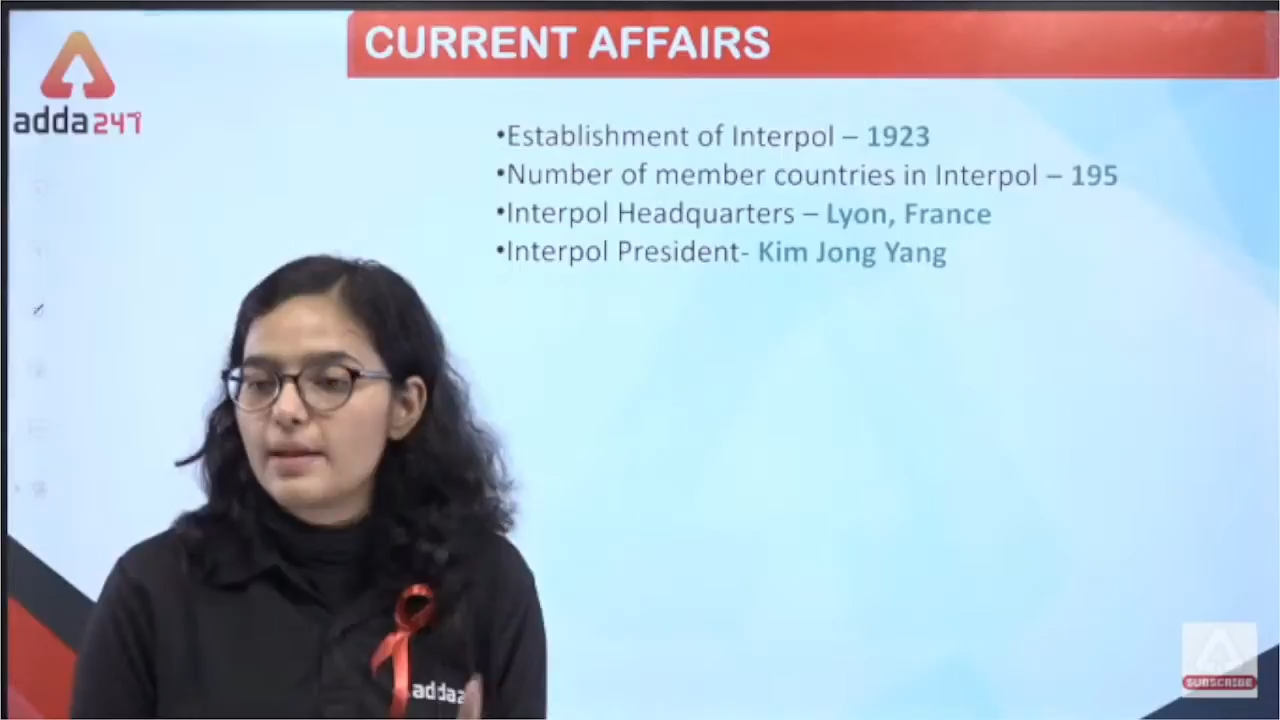 CURRENT AFFAIRS
adda247
•Establishment of Interpol – 1923
•Number of member countries in Interpol – 195
•Interpol Headquarters – Lyon, France
•Interpol President- Kim Jong Yang
adda2
SUBSCRIBE